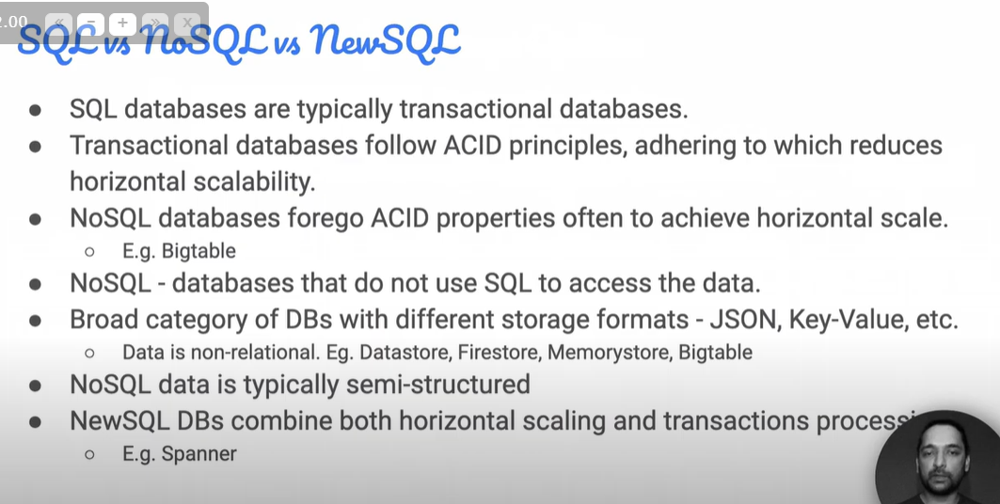 2.00 « − + » x
SQL vs NoSQL vs NewSQL
● SQL databases are typically transactional databases.
● Transactional databases follow ACID principles, adhering to which reduces
horizontal scalability.
● NoSQL databases forego ACID properties often to achieve horizontal scale.
○ E.g. Bigtable
● NoSQL - databases that do not use SQL to access the data.
● Broad category of DBs with different storage formats - JSON, Key-Value, etc.
○ Data is non-relational. Eg. Datastore, Firestore, Memorystore, Bigtable
● NoSQL data is typically semi-structured
● NewSQL DBs combine both horizontal scaling and transactions
○ E.g. Spanner